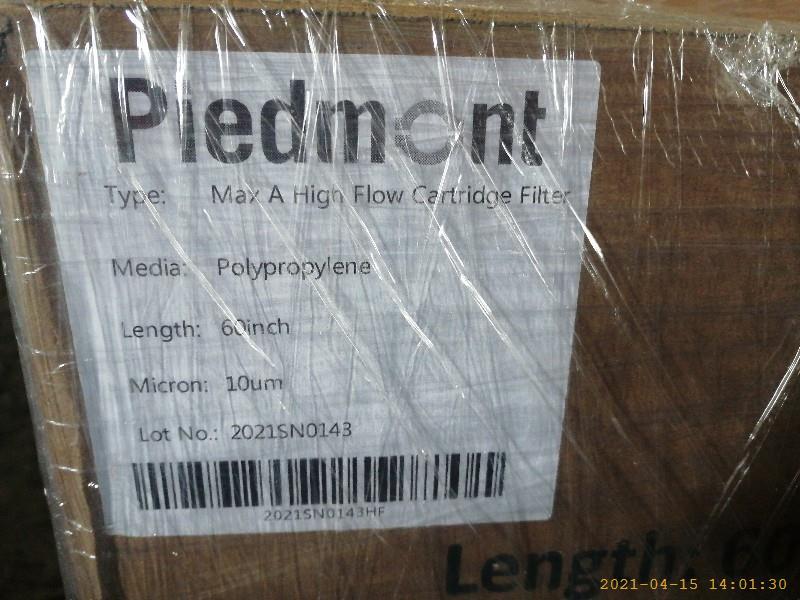 Piedmont
Type: Max A High Flow Cartridge Filter
Media: Polypropylene
Length: 60inch
Micron: 10um
Lot No.: 2021SN0143
2021SN0143HF
Length: 60
2021-04-15 14:01:30